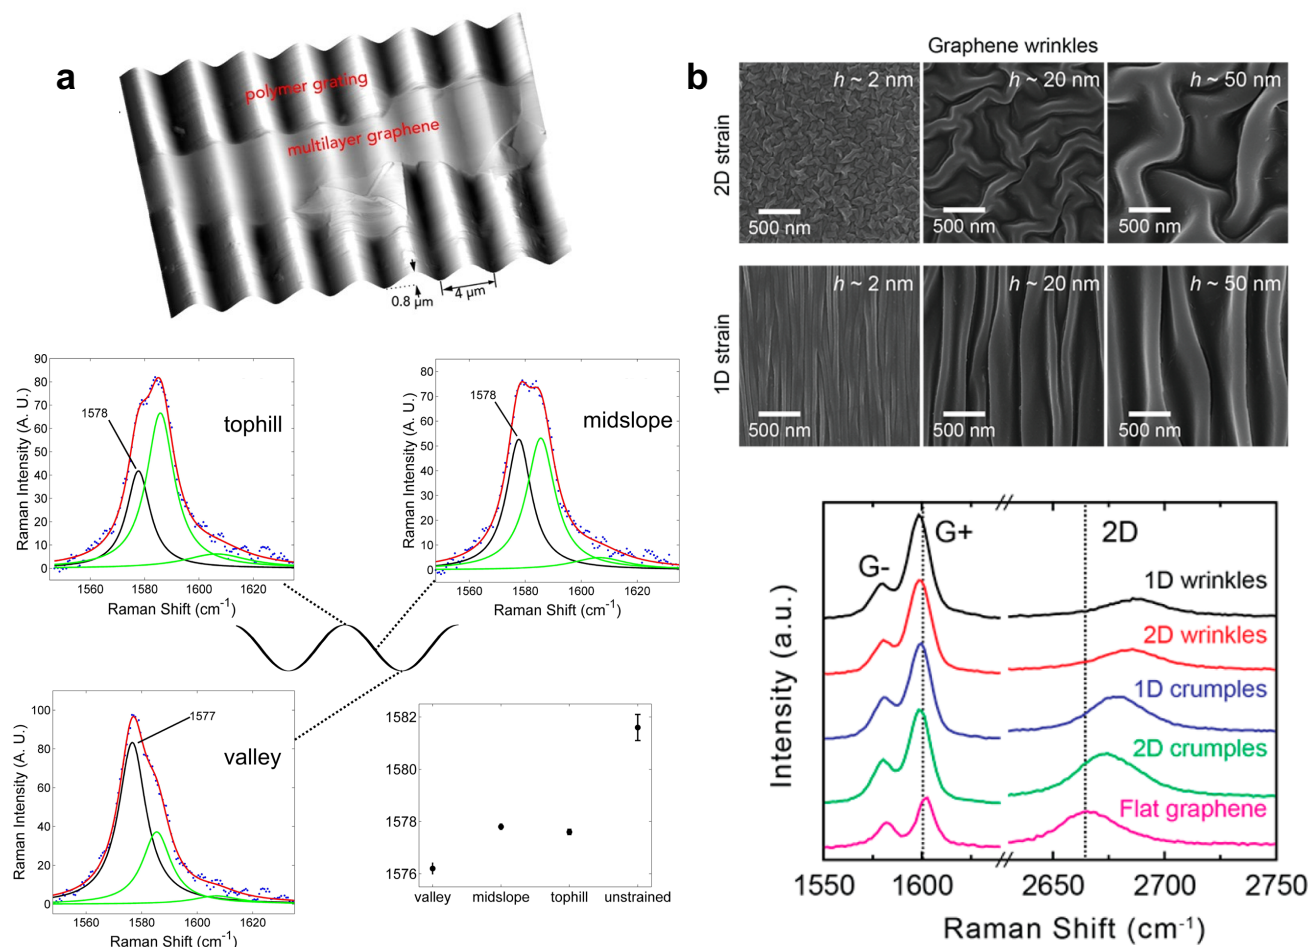 a
polymer grating
multilayer graphene
0.8 µm
4 µm
90
80
70
60
50
40
30
20
10
0
Raman Intensity (A. U.)
1578
tophill
1560
1580
1600
1620
Raman Shift (cm-1)
80
70
60
50
40
30
20
10
0
Raman Intensity (A. U.)
1578
midslope
1560
1580
1600
1620
Raman Shift (cm-1)
100
80
60
40
20
0
Raman Intensity (A. U.)
1577
valley
1560
1580
1600
1620
Raman Shift (cm-1)
1582
1580
1578
1576
valley
midslope
tophill
unstrained
b
Graphene wrinkles
2D strain
h ~ 2 nm
500 nm
h ~ 20 nm
500 nm
h ~ 50 nm
500 nm
1D strain
h ~ 2 nm
500 nm
h ~ 20 nm
500 nm
h ~ 50 nm
500 nm
Intensity (a.u.)
G-
G+
2D
1D wrinkles
2D wrinkles
1D crumples
2D crumples
Flat graphene
1550
1600
2650
2700
2750
Raman Shift (cm-1)